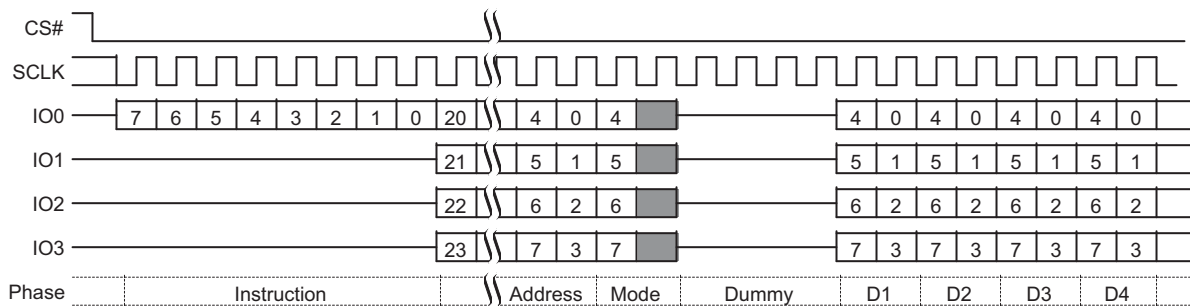 CS#
SCLK
IO0 7 6 5 4 3 2 1 0 20 4 0 4 4 0 4 0 4 0 4 0
IO1 21 5 1 5 5 1 5 1 5 1 5 1
IO2 22 6 2 6 6 2 6 2 6 2 6 2
IO3 23 7 3 7 7 3 7 3 7 3 7 3
Phase Instruction Address Mode Dummy D1 D2 D3 D4